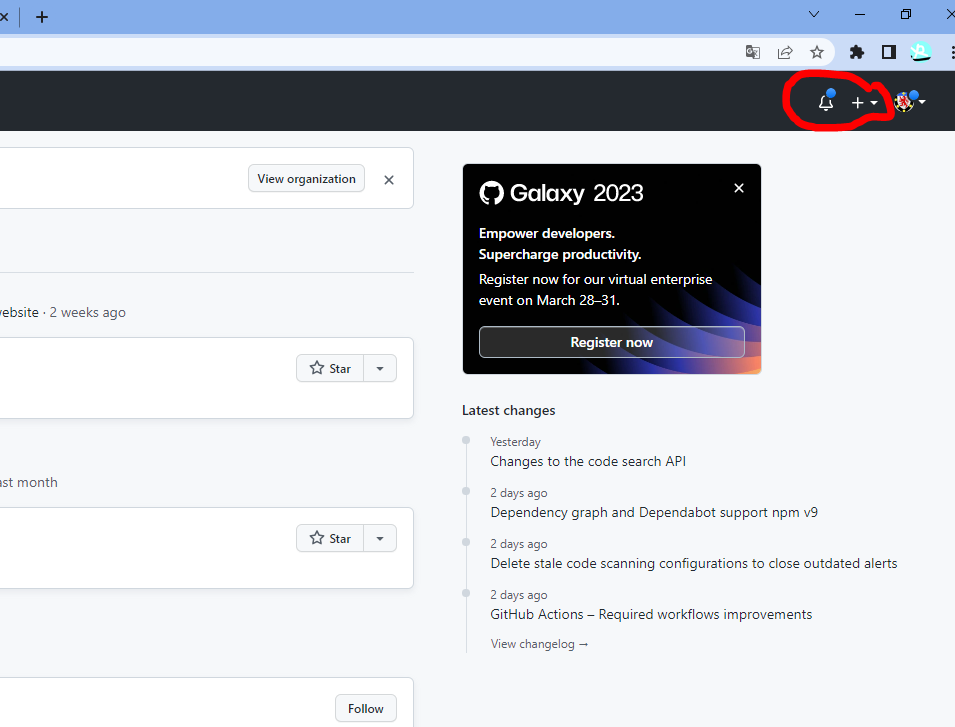 View organization
Galaxy 2023
Empower developers.
Supercharge productivity.
Register now for our virtual enterprise
event on March 28–31.
Register now
· 2 weeks ago
Star
Latest changes
Yesterday
Changes to the code search API
month
2 days ago
Dependency graph and Dependabot support npm v9
Star
2 days ago
Delete stale code scanning configurations to close outdated alerts
2 days ago
GitHub Actions – Required workflows improvements
View changelog →
Follow